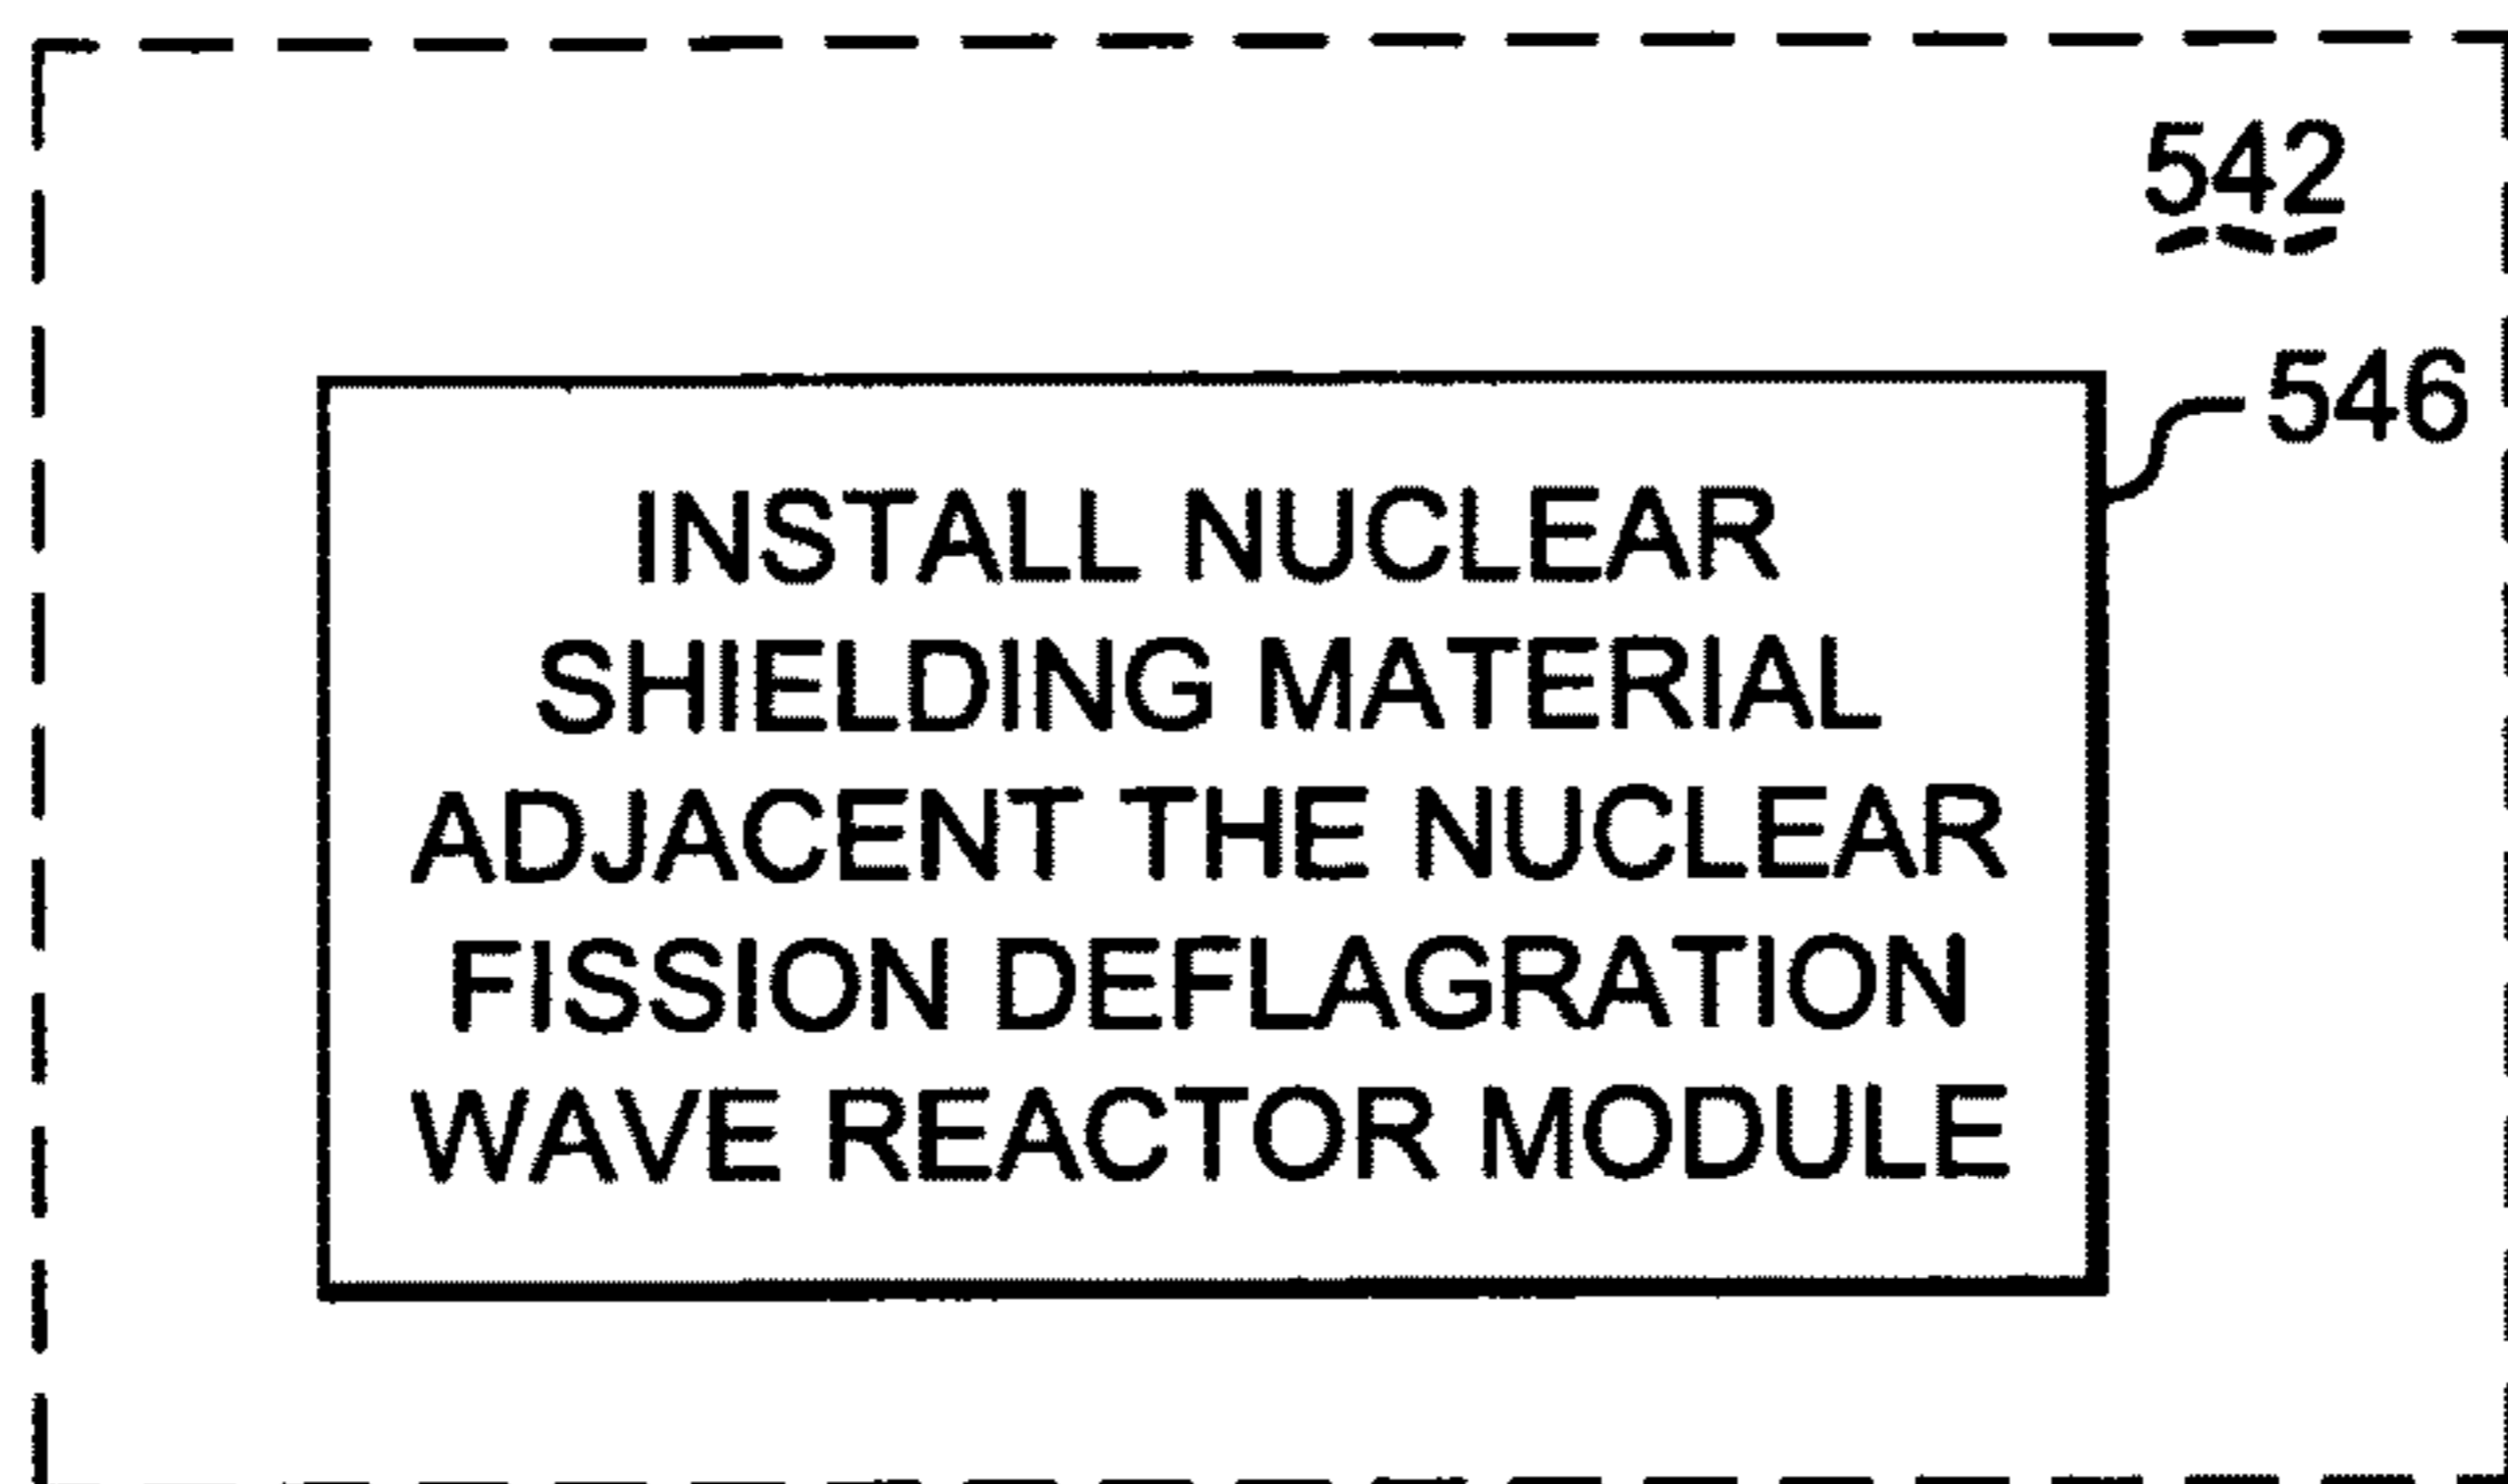 542
546
INSTALL NUCLEAR
SHIELDING MATERIAL
ADJACENT THE NUCLEAR
FISSION DEFLAGRATION
WAVE REACTOR MODULE